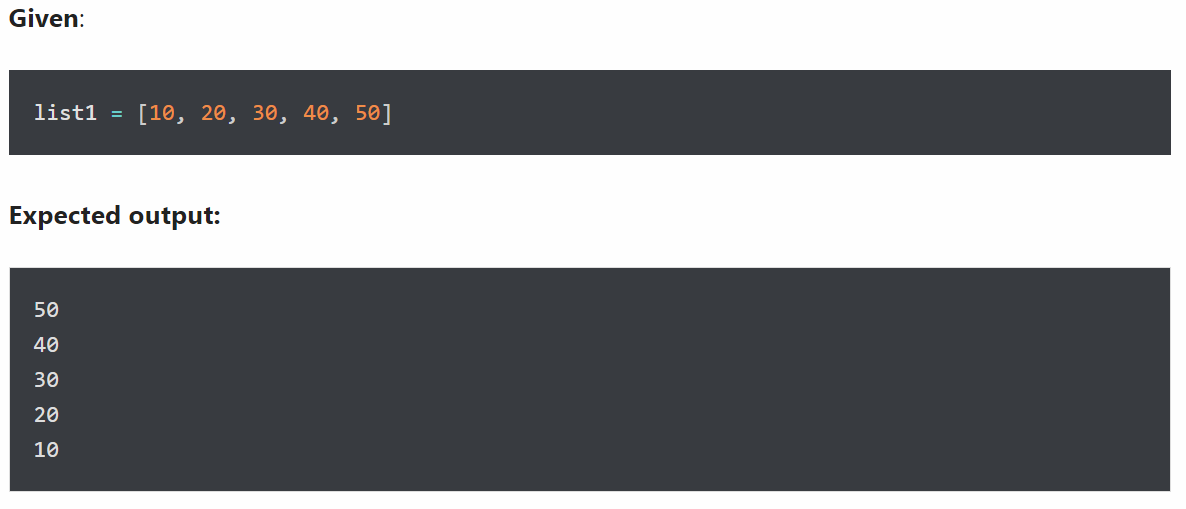 Given:
list1 = [10, 20, 30, 40, 50]
Expected output:
50
40
30
20
10